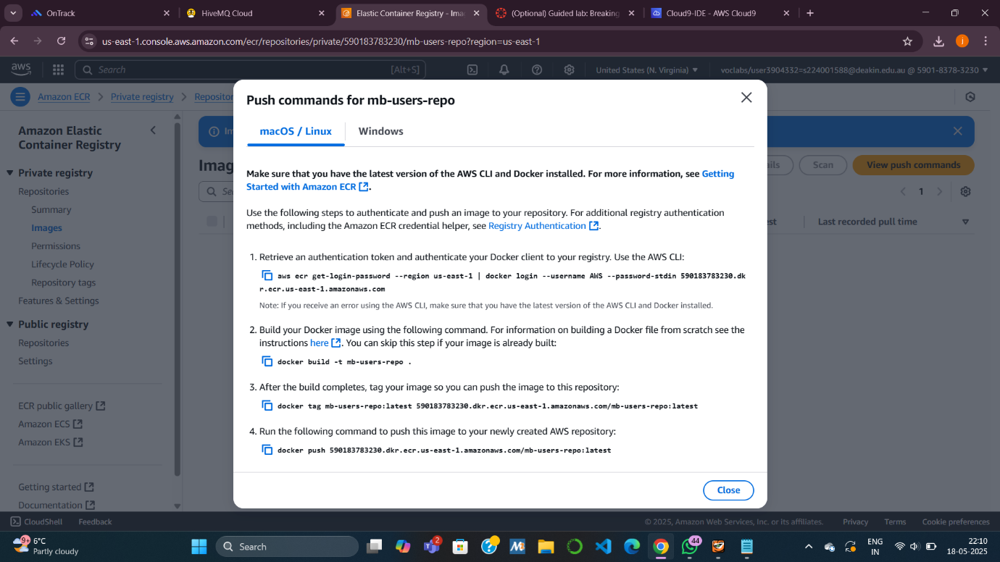 OnTrack
HiveMQ Cloud
Elastic Container Registry - Ima
(Optional) Guided lab: Breaking
Cloud9-IDE - AWS Cloud9
us-east-1.console.aws.amazon.com/ecr/repositories/private/590183783230/mb-users-repo?region=us-east-1
j
aws
Search
[Alt+S]
United States (N. Virginia)
voclabs/user3904332=s224001588@deakin.edu.au @ 5901-8378-3230
Amazon ECR
Private registry
Repositor
Amazon Elastic
Container Registry
Private registry
Repositories
Summary
Images
Permissions
Lifecycle Policy
Repository tags
Features & Settings
Public registry
Repositories
Settings
ECR public gallery
Amazon ECS
Amazon EKS
Getting started
Documentation
Im
Imag
Sea
ails
Scan
View push commands
1
est
Last recorded pull time
Push commands for mb-users-repo
macOS / Linux
Windows
Make sure that you have the latest version of the AWS CLI and Docker installed. For more information, see Getting
Started with Amazon ECR.
Use the following steps to authenticate and push an image to your repository. For additional registry authentication
methods, including the Amazon ECR credential helper, see Registry Authentication.
1. Retrieve an authentication token and authenticate your Docker client to your registry. Use the AWS CLI:
aws ecr get-login-password --region us-east-1 | docker login --username AWS --password-stdin 590183783230.dk
r.ecr.us-east-1.amazonaws.com
Note: If you receive an error using the AWS CLI, make sure that you have the latest version of the AWS CLI and Docker installed.
2. Build your Docker image using the following command. For information on building a Docker file from scratch see the
instructions here. You can skip this step if your image is already built:
docker build -t mb-users-repo .
3. After the build completes, tag your image so you can push the image to this repository:
docker tag mb-users-repo:latest 590183783230.dkr.ecr.us-east-1.amazonaws.com/mb-users-repo:latest
4. Run the following command to push this image to your newly created AWS repository:
docker push 590183783230.dkr.ecr.us-east-1.amazonaws.com/mb-users-repo:latest
Close
CloudShell
Feedback
© 2025, Amazon Web Services, Inc. or its affiliates.
Privacy
Terms
Cookie preferences
9+
6°C
Partly cloudy
Search
2
44
ENG
IN
22:10
18-05-2025